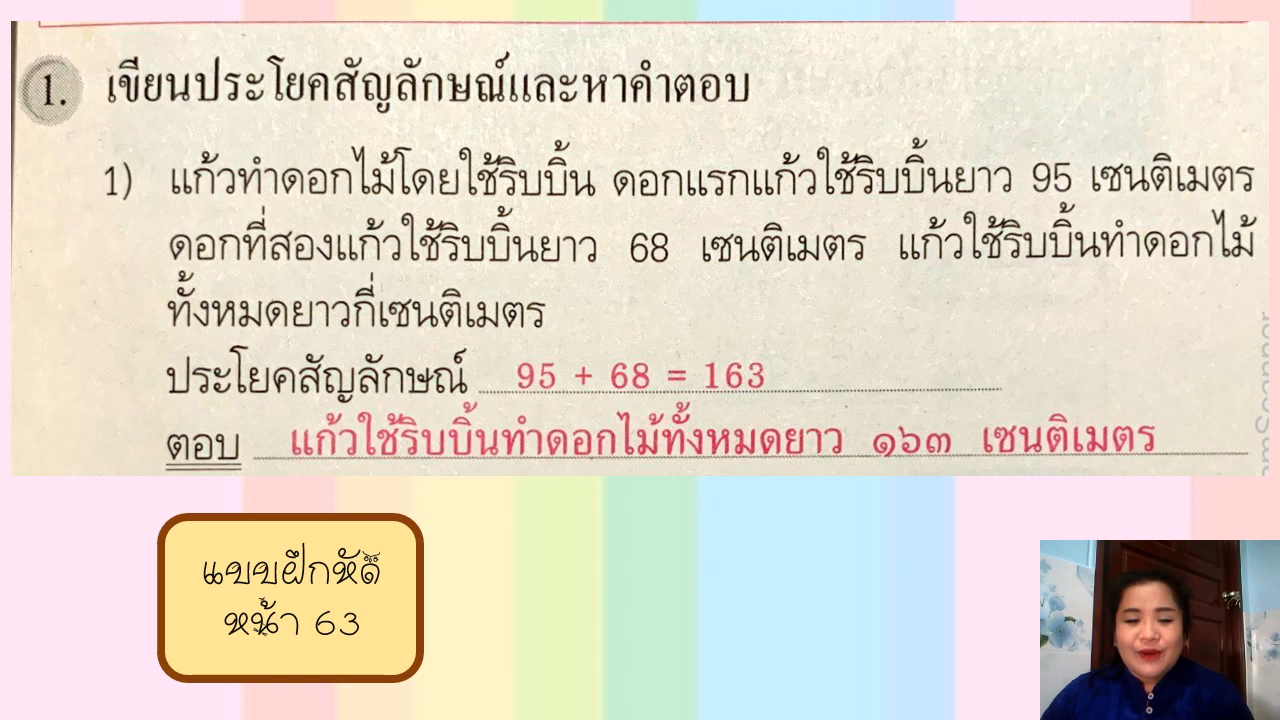 1. เขียนประโยคสัญลักษณ์และหาคำตอบ
1) แก้วทำดอกไม้โดยใช้ริบบิ้น ดอกแรกแก้วใช้ริบบิ้นยาว 95 เซนติเมตร
ดอกที่สองแก้วใช้ริบบิ้นยาว 68 เซนติเมตร แก้วใช้ริบบิ้นทำดอกไม้
ทั้งหมดยาวกี่เซนติเมตร
ประโยคสัญลักษณ์ 95 + 68 = 163
ตอบ แก้วใช้ริบบิ้นทำดอกไม้ทั้งหมดยาว ๑๖๓ เซนติเมตร
แบบฝึกหัด
หน้า 63